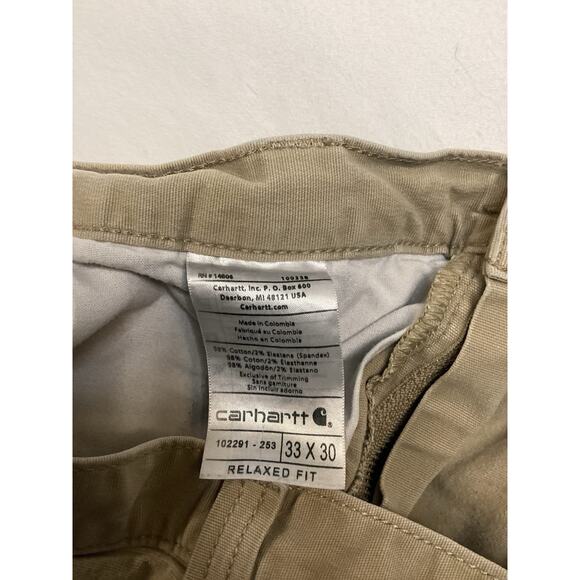 RN# 14806 100338
Carhartt, Inc. P. O. Box 600
Dearbon, MI 48121 USA
Carhartt.com
Made in Colombia
Fabriqué au Colombie
Hecho en Colombia
98% Cotton/2% Elastane (Spandex)
98% Coton/2% Elasthanne
98% Algodón/2% Elastano
Exclusive of Trimming
Sans garniture
Sin incluir adorno
carhartt
102291 - 253 33 X 30
RELAXED FIT